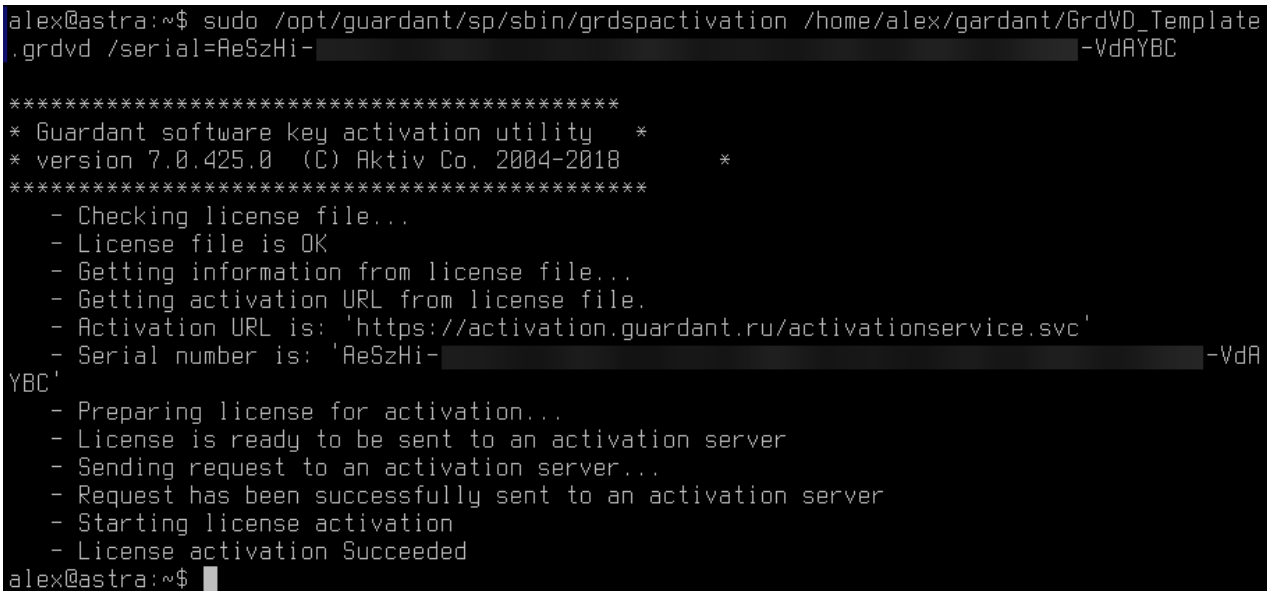 alex@astra:~$ sudo /opt/guardant/sp/sbin/grdspactivation /home/alex/gardant/GrdVD_Template
.grdvd /serial=AeSzHi- -VdAYBC
********************************************
* Guardant software key activation utility   *
* version 7.0.425.0  (C) Aktiv Co. 2004-2018       *
**********************************************
- Checking license file...
- License file is OK
- Getting information from license file...
- Getting activation URL from license file.
- Activation URL is: 'https://activation.guardant.ru/activationservice.svc'
- Serial number is: 'AeSzHi- -VdA
YBC'
- Preparing license for activation...
- License is ready to be sent to an activation server
- Sending request to an activation server...
- Request has been successfully sent to an activation server
- Starting license activation
- License activation Succeeded
alex@astra:~$